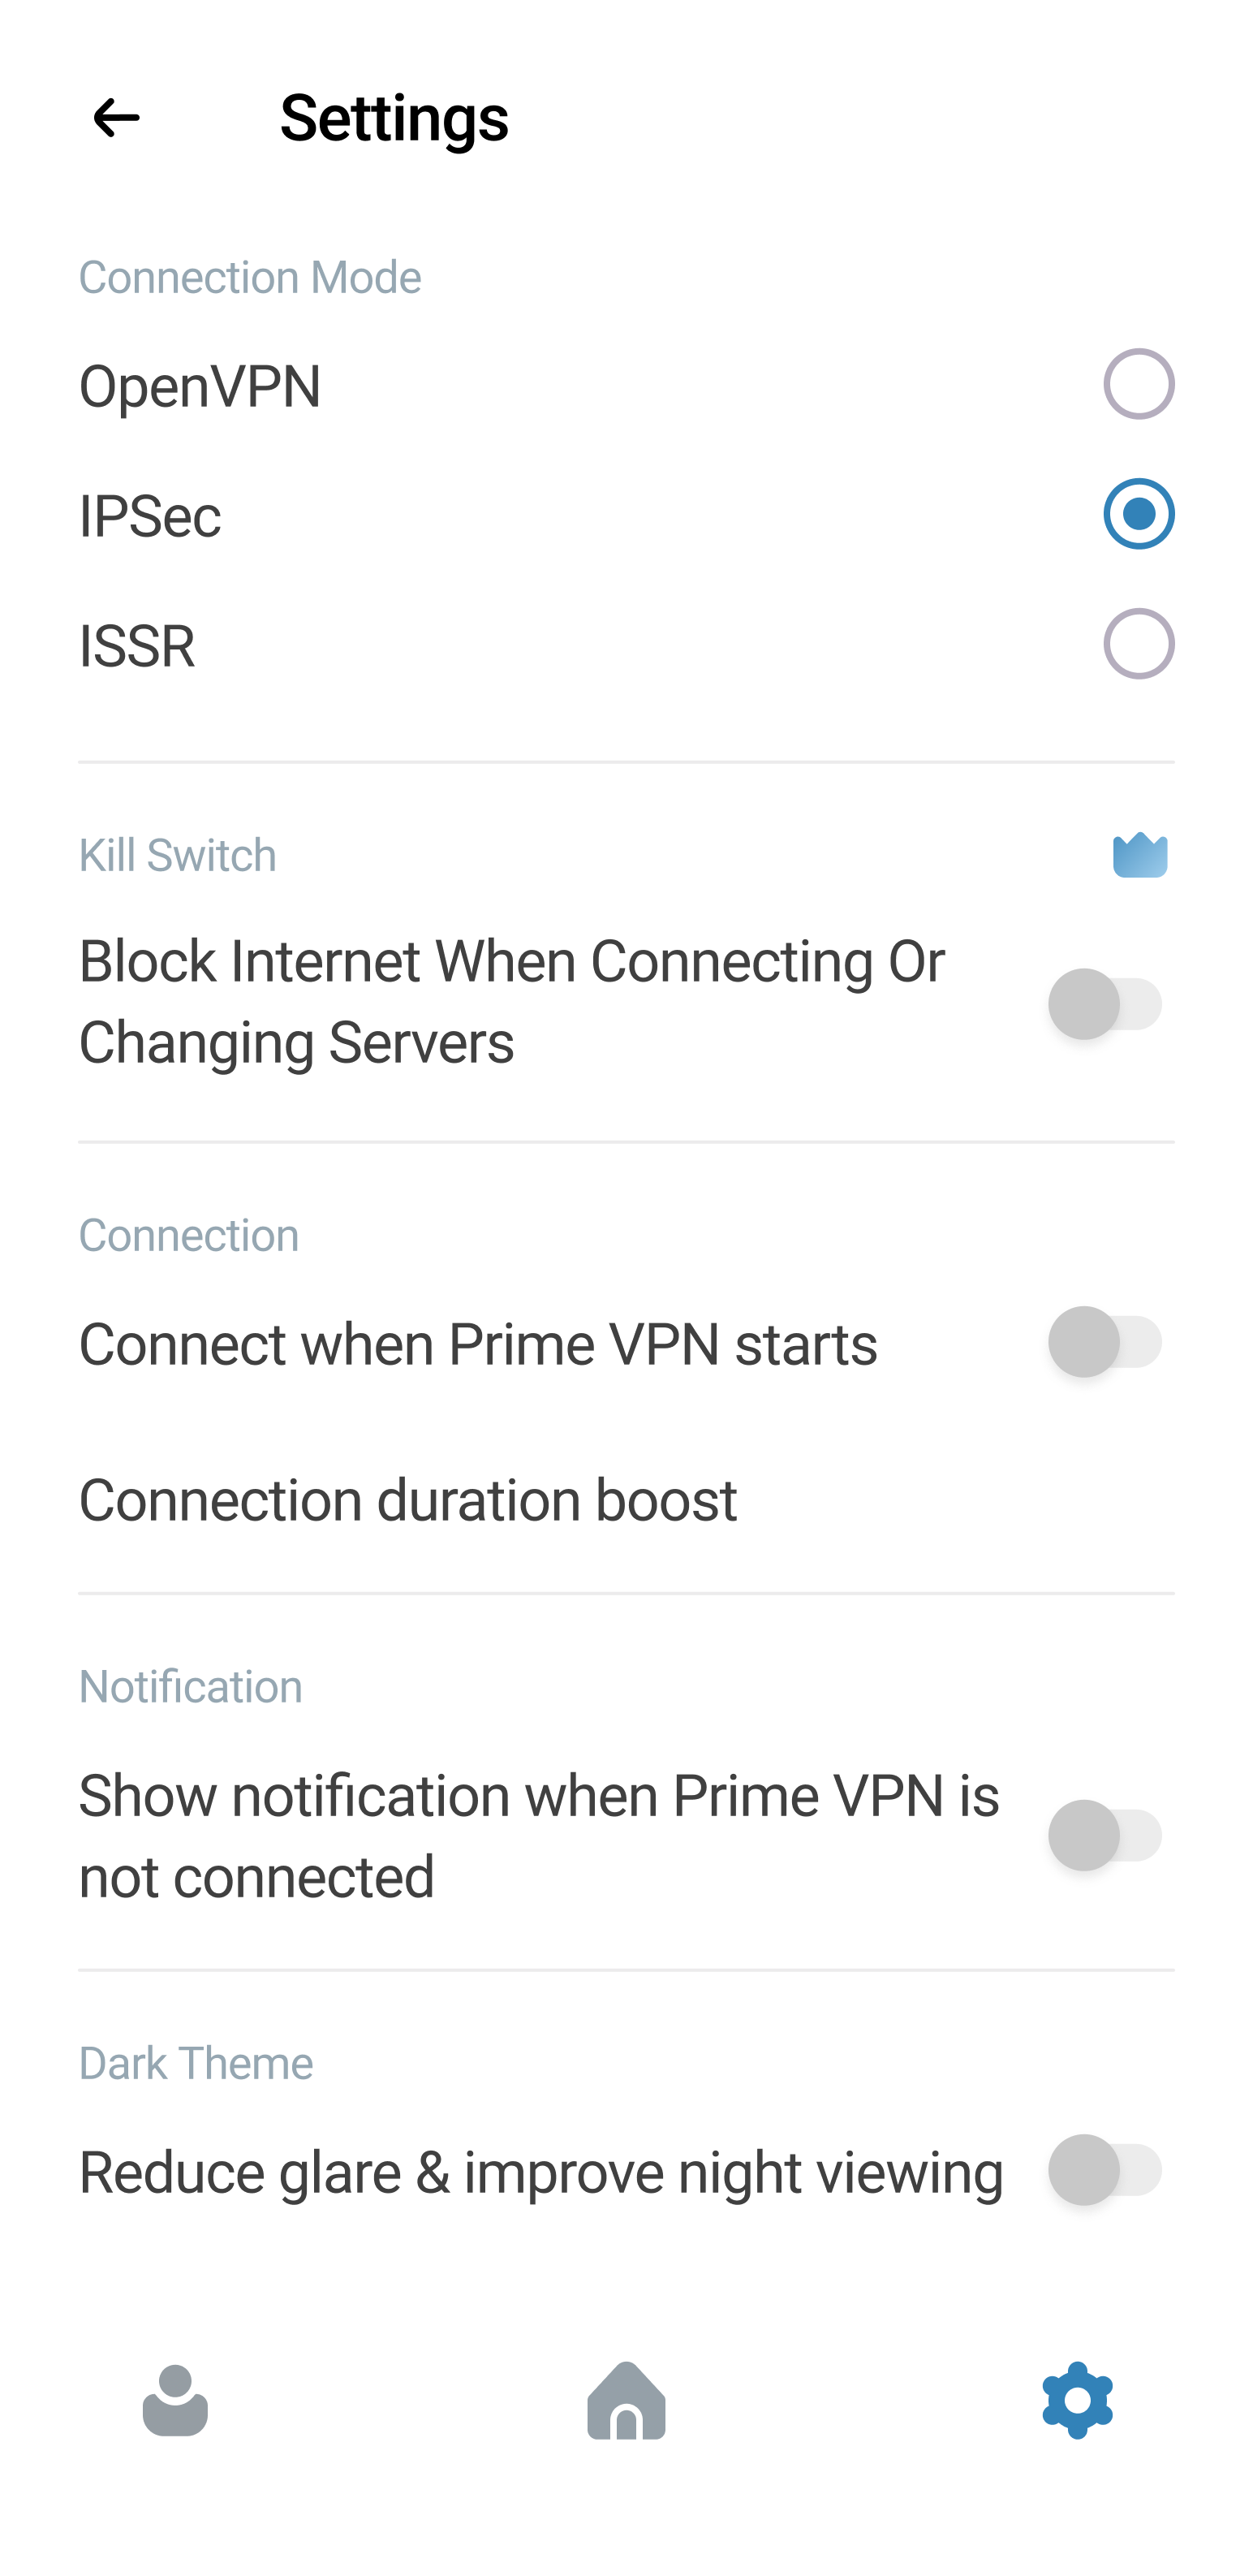 Settings
Connection Mode
OpenVPN
IPSec
ISSR
Kill Switch
Block Internet When Connecting Or
Changing Servers
Connection
Connect when Prime VPN starts
Connection duration boost
Notification
Show notification when Prime VPN is
not connected
Dark Theme
Reduce glare & improve night viewing